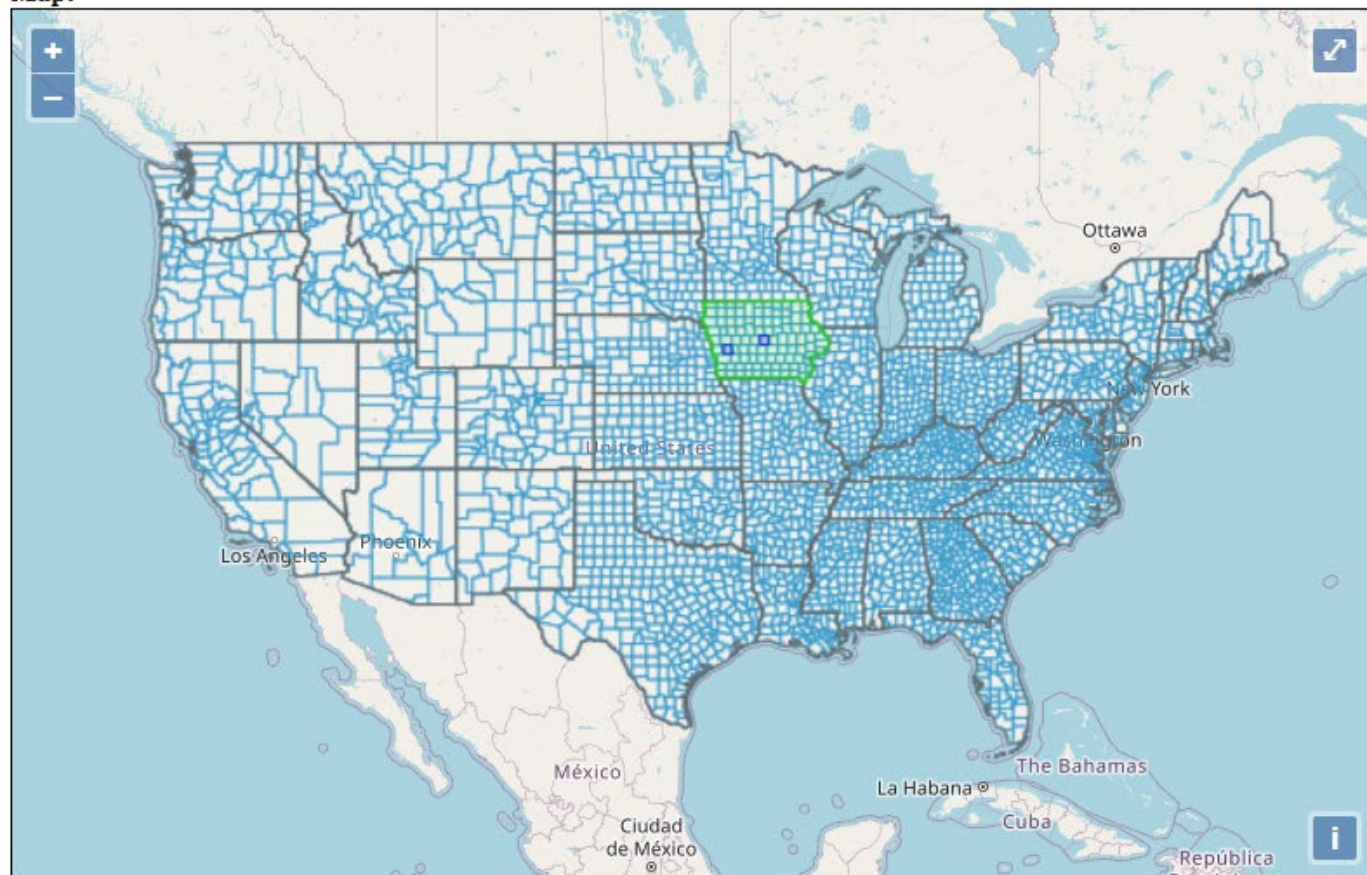 +
−
Ottawa
New York
Washington
United States
Los Angeles
Phoenix
México
La Habana
The Bahamas
Cuba
Ciudad
de México
República
i